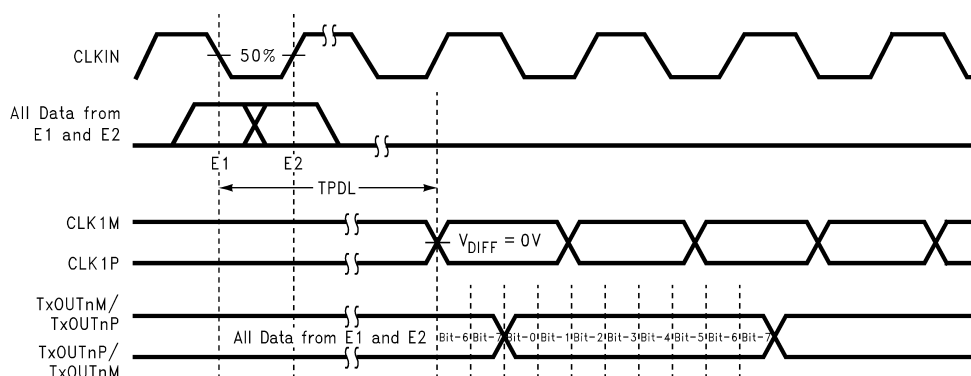 CLKIN
50%
All Data from
E1 and E2
E1
E2
TPDL
CLK1M
CLK1P
VDIFF = 0V
TxOUTnM/
TxOUTnP
All Data from E1 and E2
Bit-6
Bit-7
Bit-0
Bit-1
Bit-2
Bit-3
Bit-4
Bit-5
Bit-6
Bit-7
TxOUTnP/
TxOUTnM